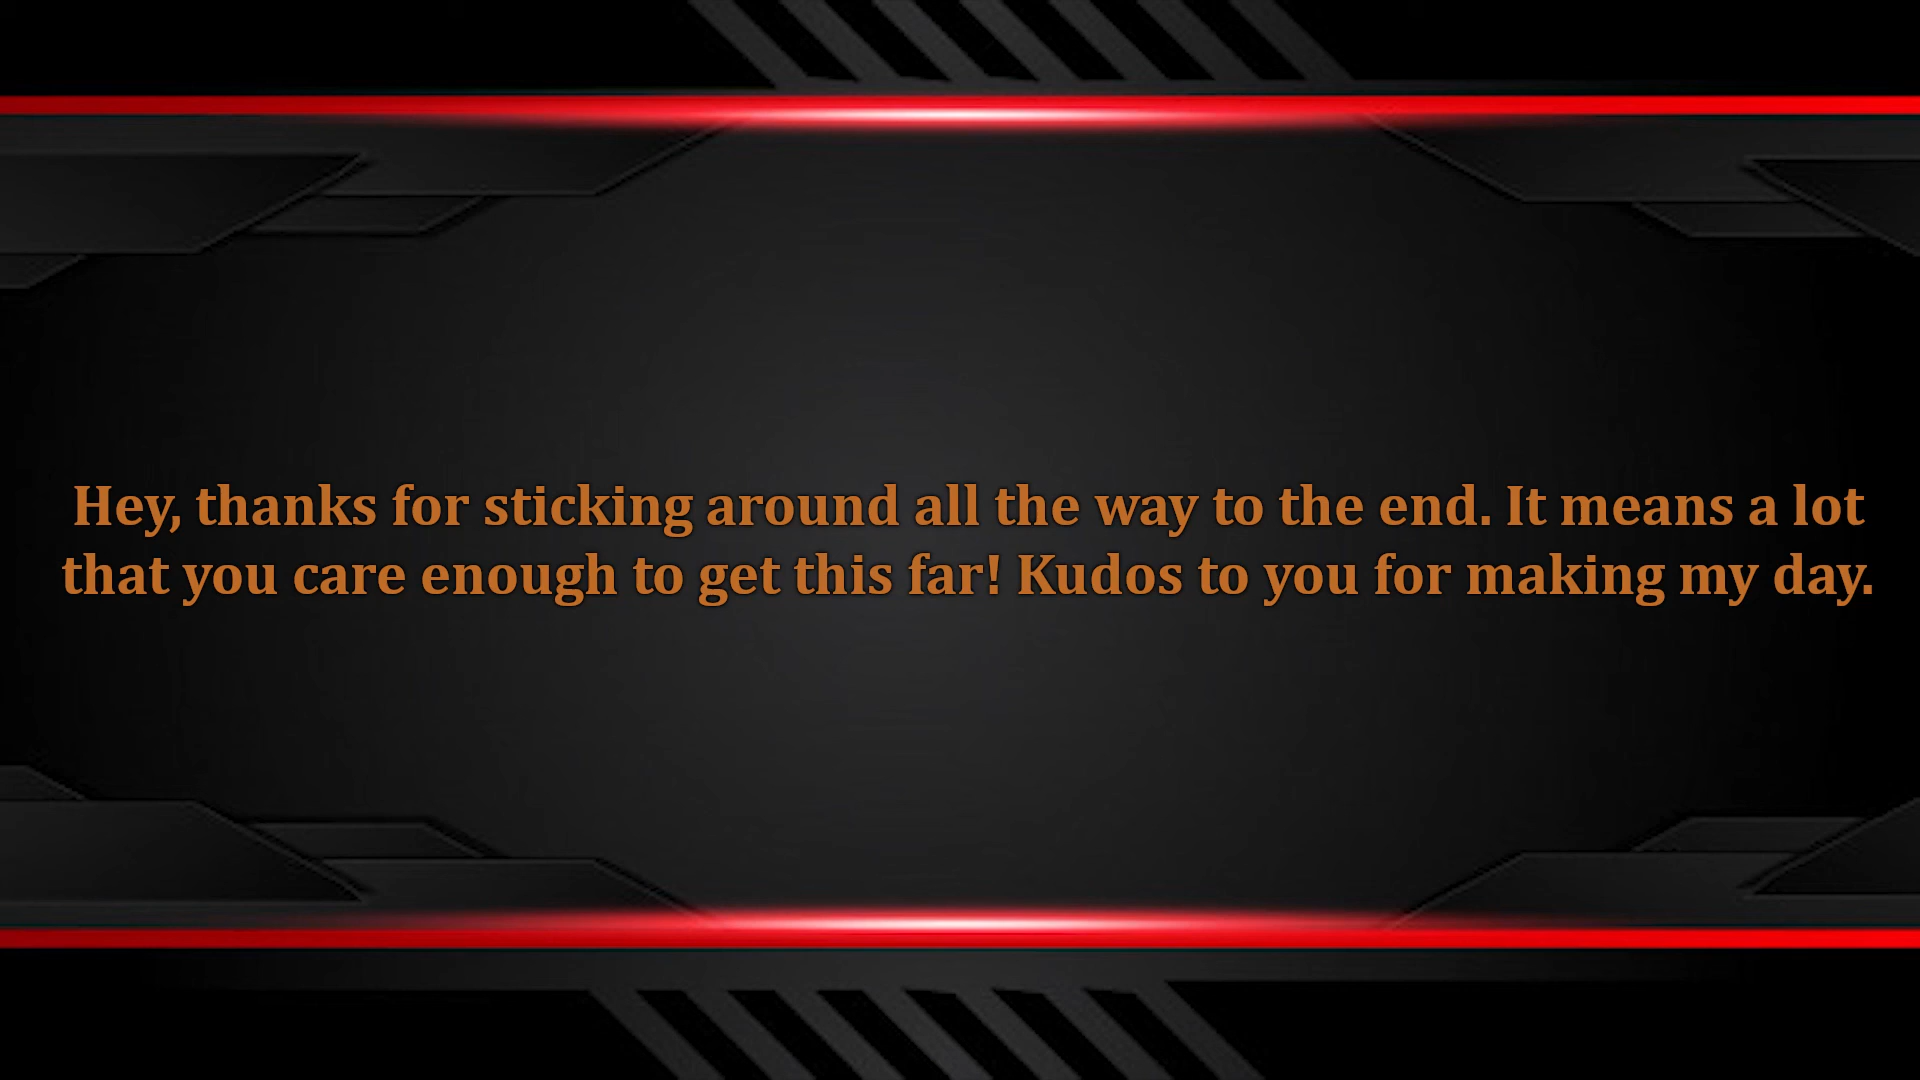 Hey, thanks for sticking around all the way to the end. It means a lot
that you care enough to get this far! Kudos to you for making my day.